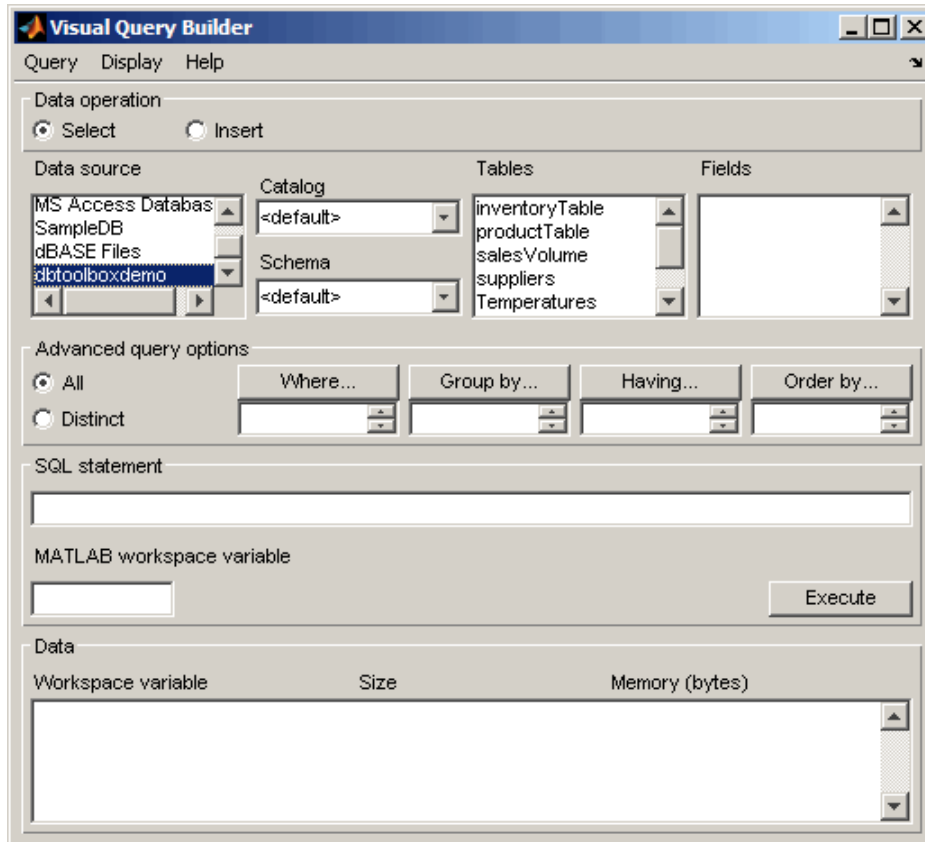 Visual Query Builder
Query Display Help
Data operation
Select Insert
Data source
MS Access Databas
SampleDB
dBASE Files
dbtoolboxdemo
Catalog
<default>
Schema
<default>
Tables
inventoryTable
productTable
salesVolume
suppliers
Temperatures
Fields
Advanced query options
All
Distinct
Where... Group by... Having... Order by...
SQL statement
MATLAB workspace variable
Execute
Data
Workspace variable Size Memory (bytes)